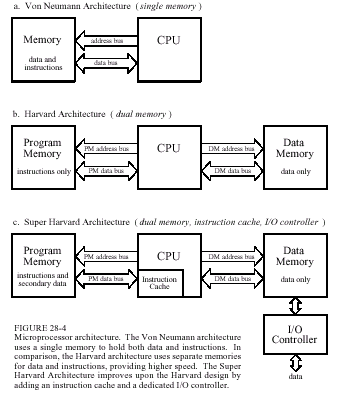 a. Von Neumann Architecture ( single memory )
Memory
data and
instructions
address bus
data bus
CPU
b. Harvard Architecture ( dual memory )
Program
Memory
instructions only
PM address bus
PM data bus
CPU
DM address bus
DM data bus
Data
Memory
data only
c. Super Harvard Architecture ( dual memory, instruction cache, I/O controller )
Program
Memory
instructions and
secondary data
PM address bus
PM data bus
CPU
Instruction
Cache
DM address bus
DM data bus
Data
Memory
data only
I/O
Controller
data
FIGURE 28-4
Microprocessor architecture. The Von Neumann architecture
uses a single memory to hold both data and instructions. In
comparison, the Harvard architecture uses separate memories
for data and instructions, providing higher speed. The Super
Harvard Architecture improves upon the Harvard design by
adding an instruction cache and a dedicated I/O controller.